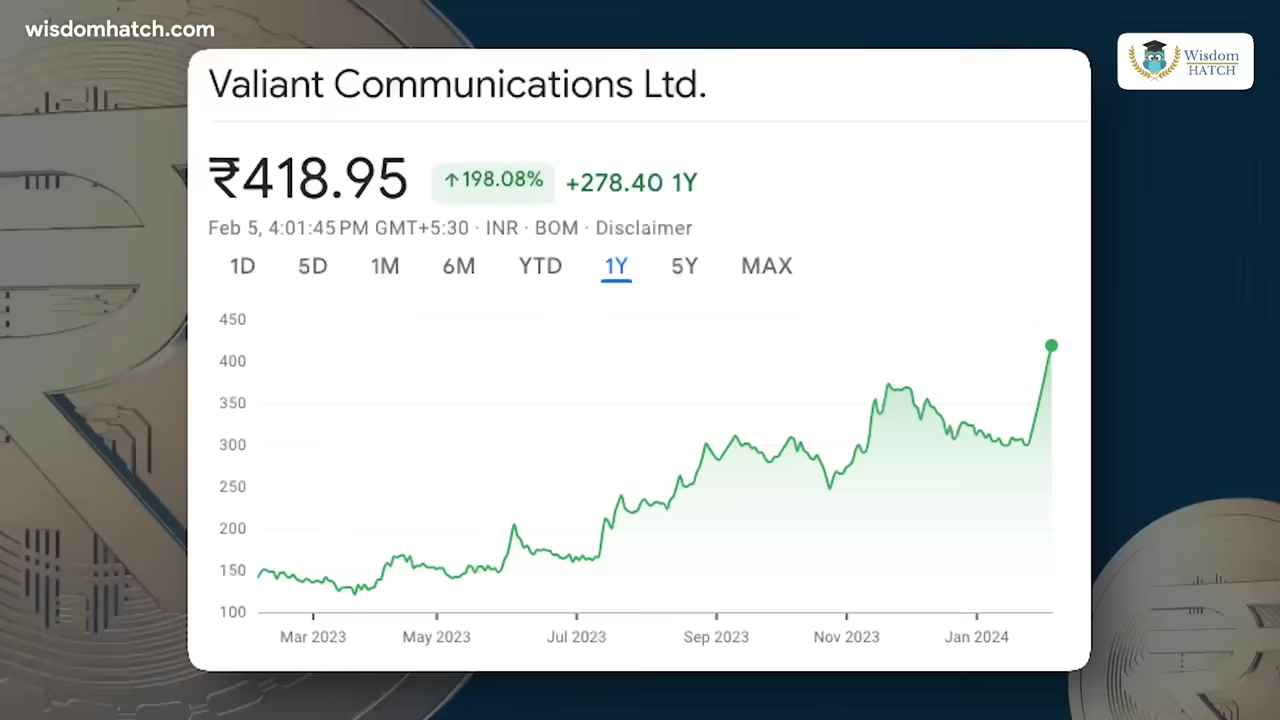 wisdomhatch.com
Wisdom
HATCH
Valiant Communications Ltd.
₹418.95 ↑198.08% +278.40 1Y
Feb 5, 4:01:45 PM GMT+5:30 · INR · BOM · Disclaimer
1D 5D 1M 6M YTD 1Y 5Y MAX
450
400
350
300
250
200
150
100
Mar 2023 May 2023 Jul 2023 Sep 2023 Nov 2023 Jan 2024